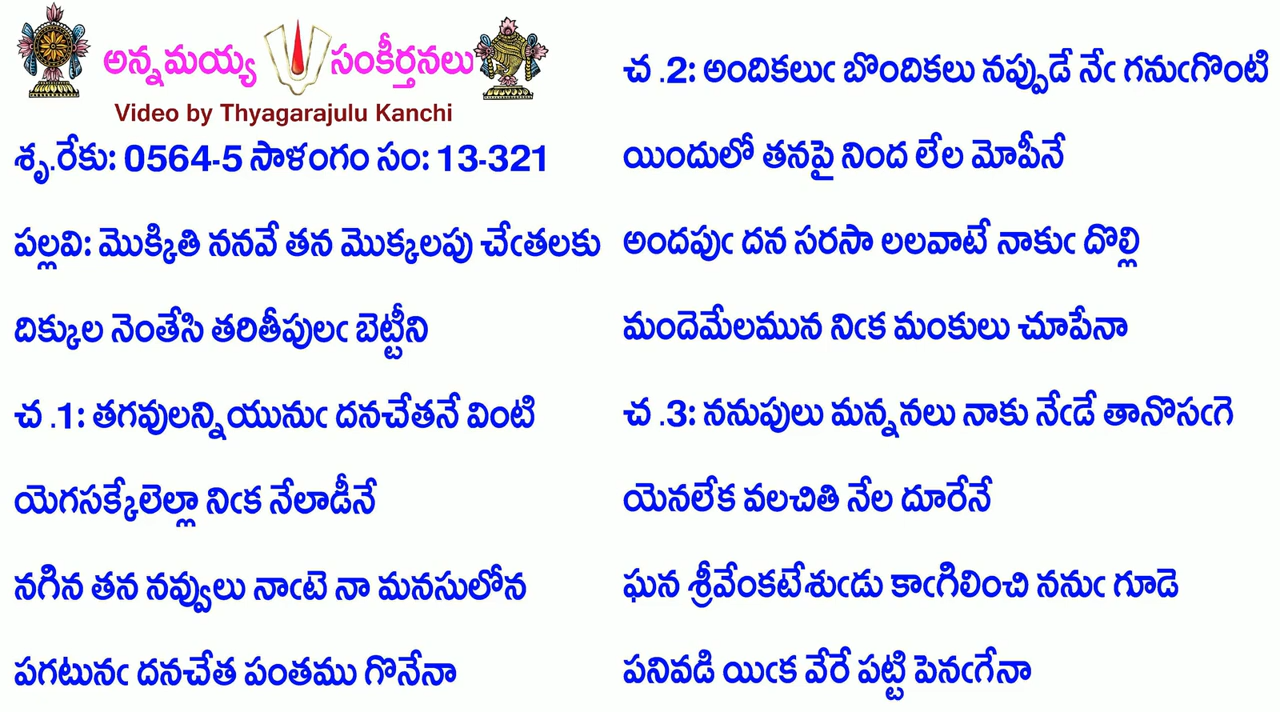 అన్నమయ్య సంకీర్తనలు
Video by Thyagarajulu Kanchi
శృ.రేకు: 0564-5 సాళంగం సం: 13-321
పల్లవి: మొక్కితి ననవే తన మొక్కలపు చేఁతలకు
దిక్కుల నెంతేసి తరితీపులఁ బెట్టీని
చ .1: తగవులన్నియునుఁ దనచేతనే వింటి
యెగసక్కేలెల్లా నిఁక నేలాడీనే
నగిన తన నవ్వులు నాఁటె నా మనసులోన
పగటునఁ దనచేత పంతము గొనేనా
చ .2: అందికలుఁ బొందికలు నప్పుడే నేఁ గనుఁగొంటి
యిందులో తనపై నింద లేల మోపీనే
అందపుఁ దన సరసా లలవాటే నాకుఁ దొల్లి
మందెమేలమున నిఁక మంకులు చూపేనా
చ .3: ననుపులు మన్ననలు నాకు నేఁడే తానొసఁగె
యెనలేక వలచితి నేల దూరేనే
ఘన శ్రీవేంకటేశుఁడు కాఁగిలించి ననుఁ గూడె
పనివడి యిఁక వేరే పట్టి పెనఁగేనా